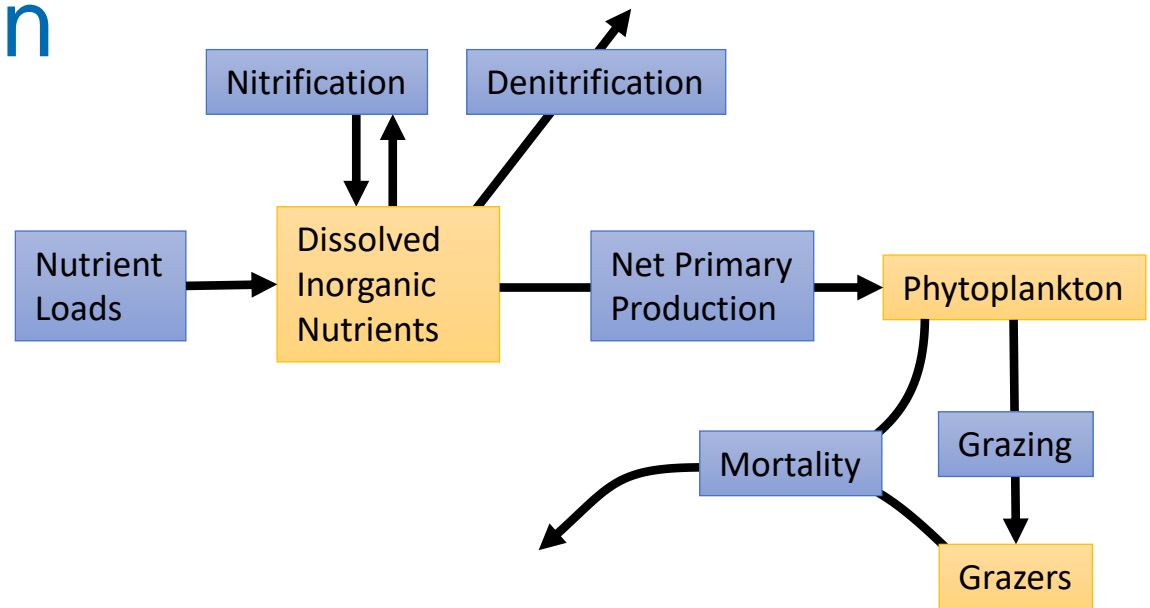 n
Nitrification
Denitrification
Nutrient
Loads
Dissolved
Inorganic
Nutrients
Net Primary
Production
Phytoplankton
Mortality
Grazing
Grazers